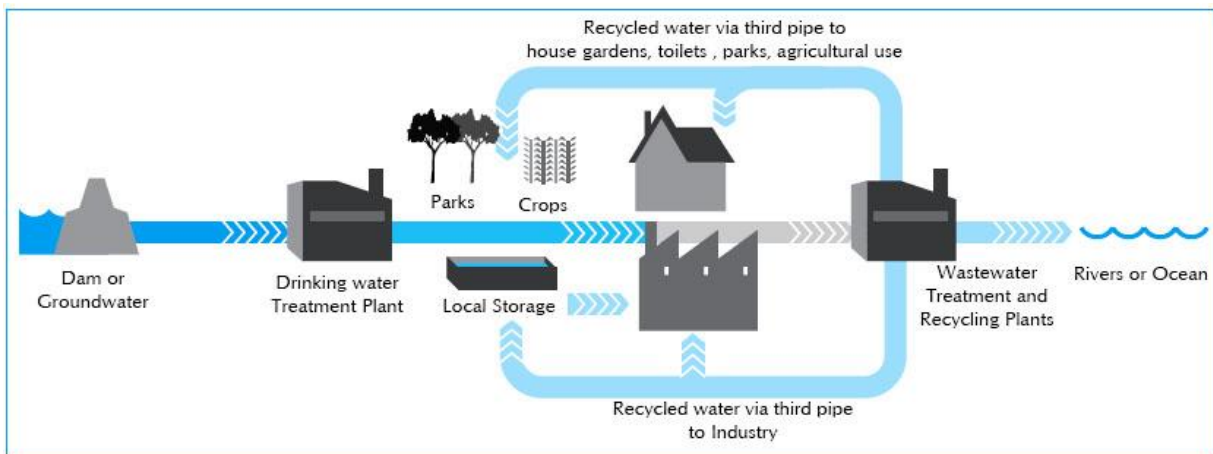 Recycled water via third pipe to
house gardens, toilets , parks, agricultural use
Parks
Crops
Dam or
Groundwater
Drinking water
Treatment Plant
Local Storage
Wastewater
Treatment and
Recycling Plants
Rivers or Ocean
Recycled water via third pipe
to Industry